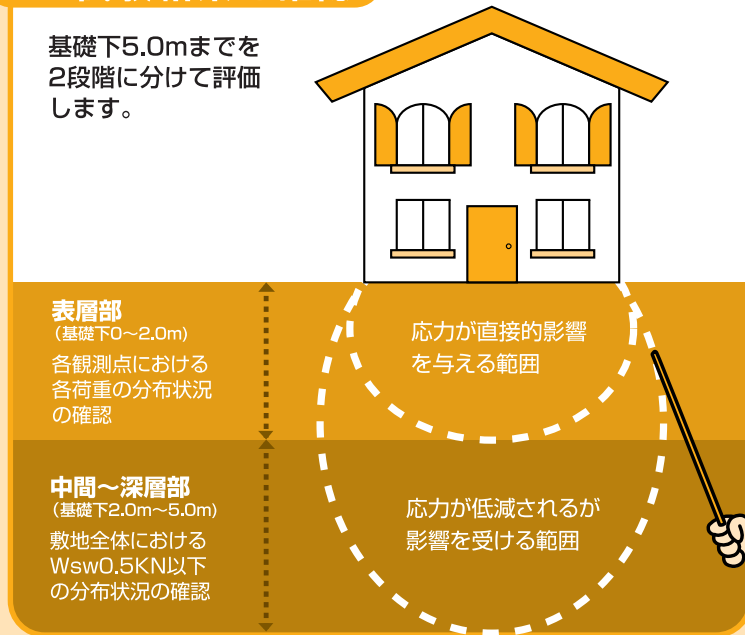 基礎下5.0mまでを
2段階に分けて評価
します。
表層部
(基礎下0～2.0m)
各観測点における
各荷重の分布状況
の確認
応力が直接的影響
を与える範囲
中間～深層部
(基礎下2.0m～5.0m)
敷地全体における
Wsw0.5KN以下
の分布状況の確認
応力が低減されるが
影響を受ける範囲